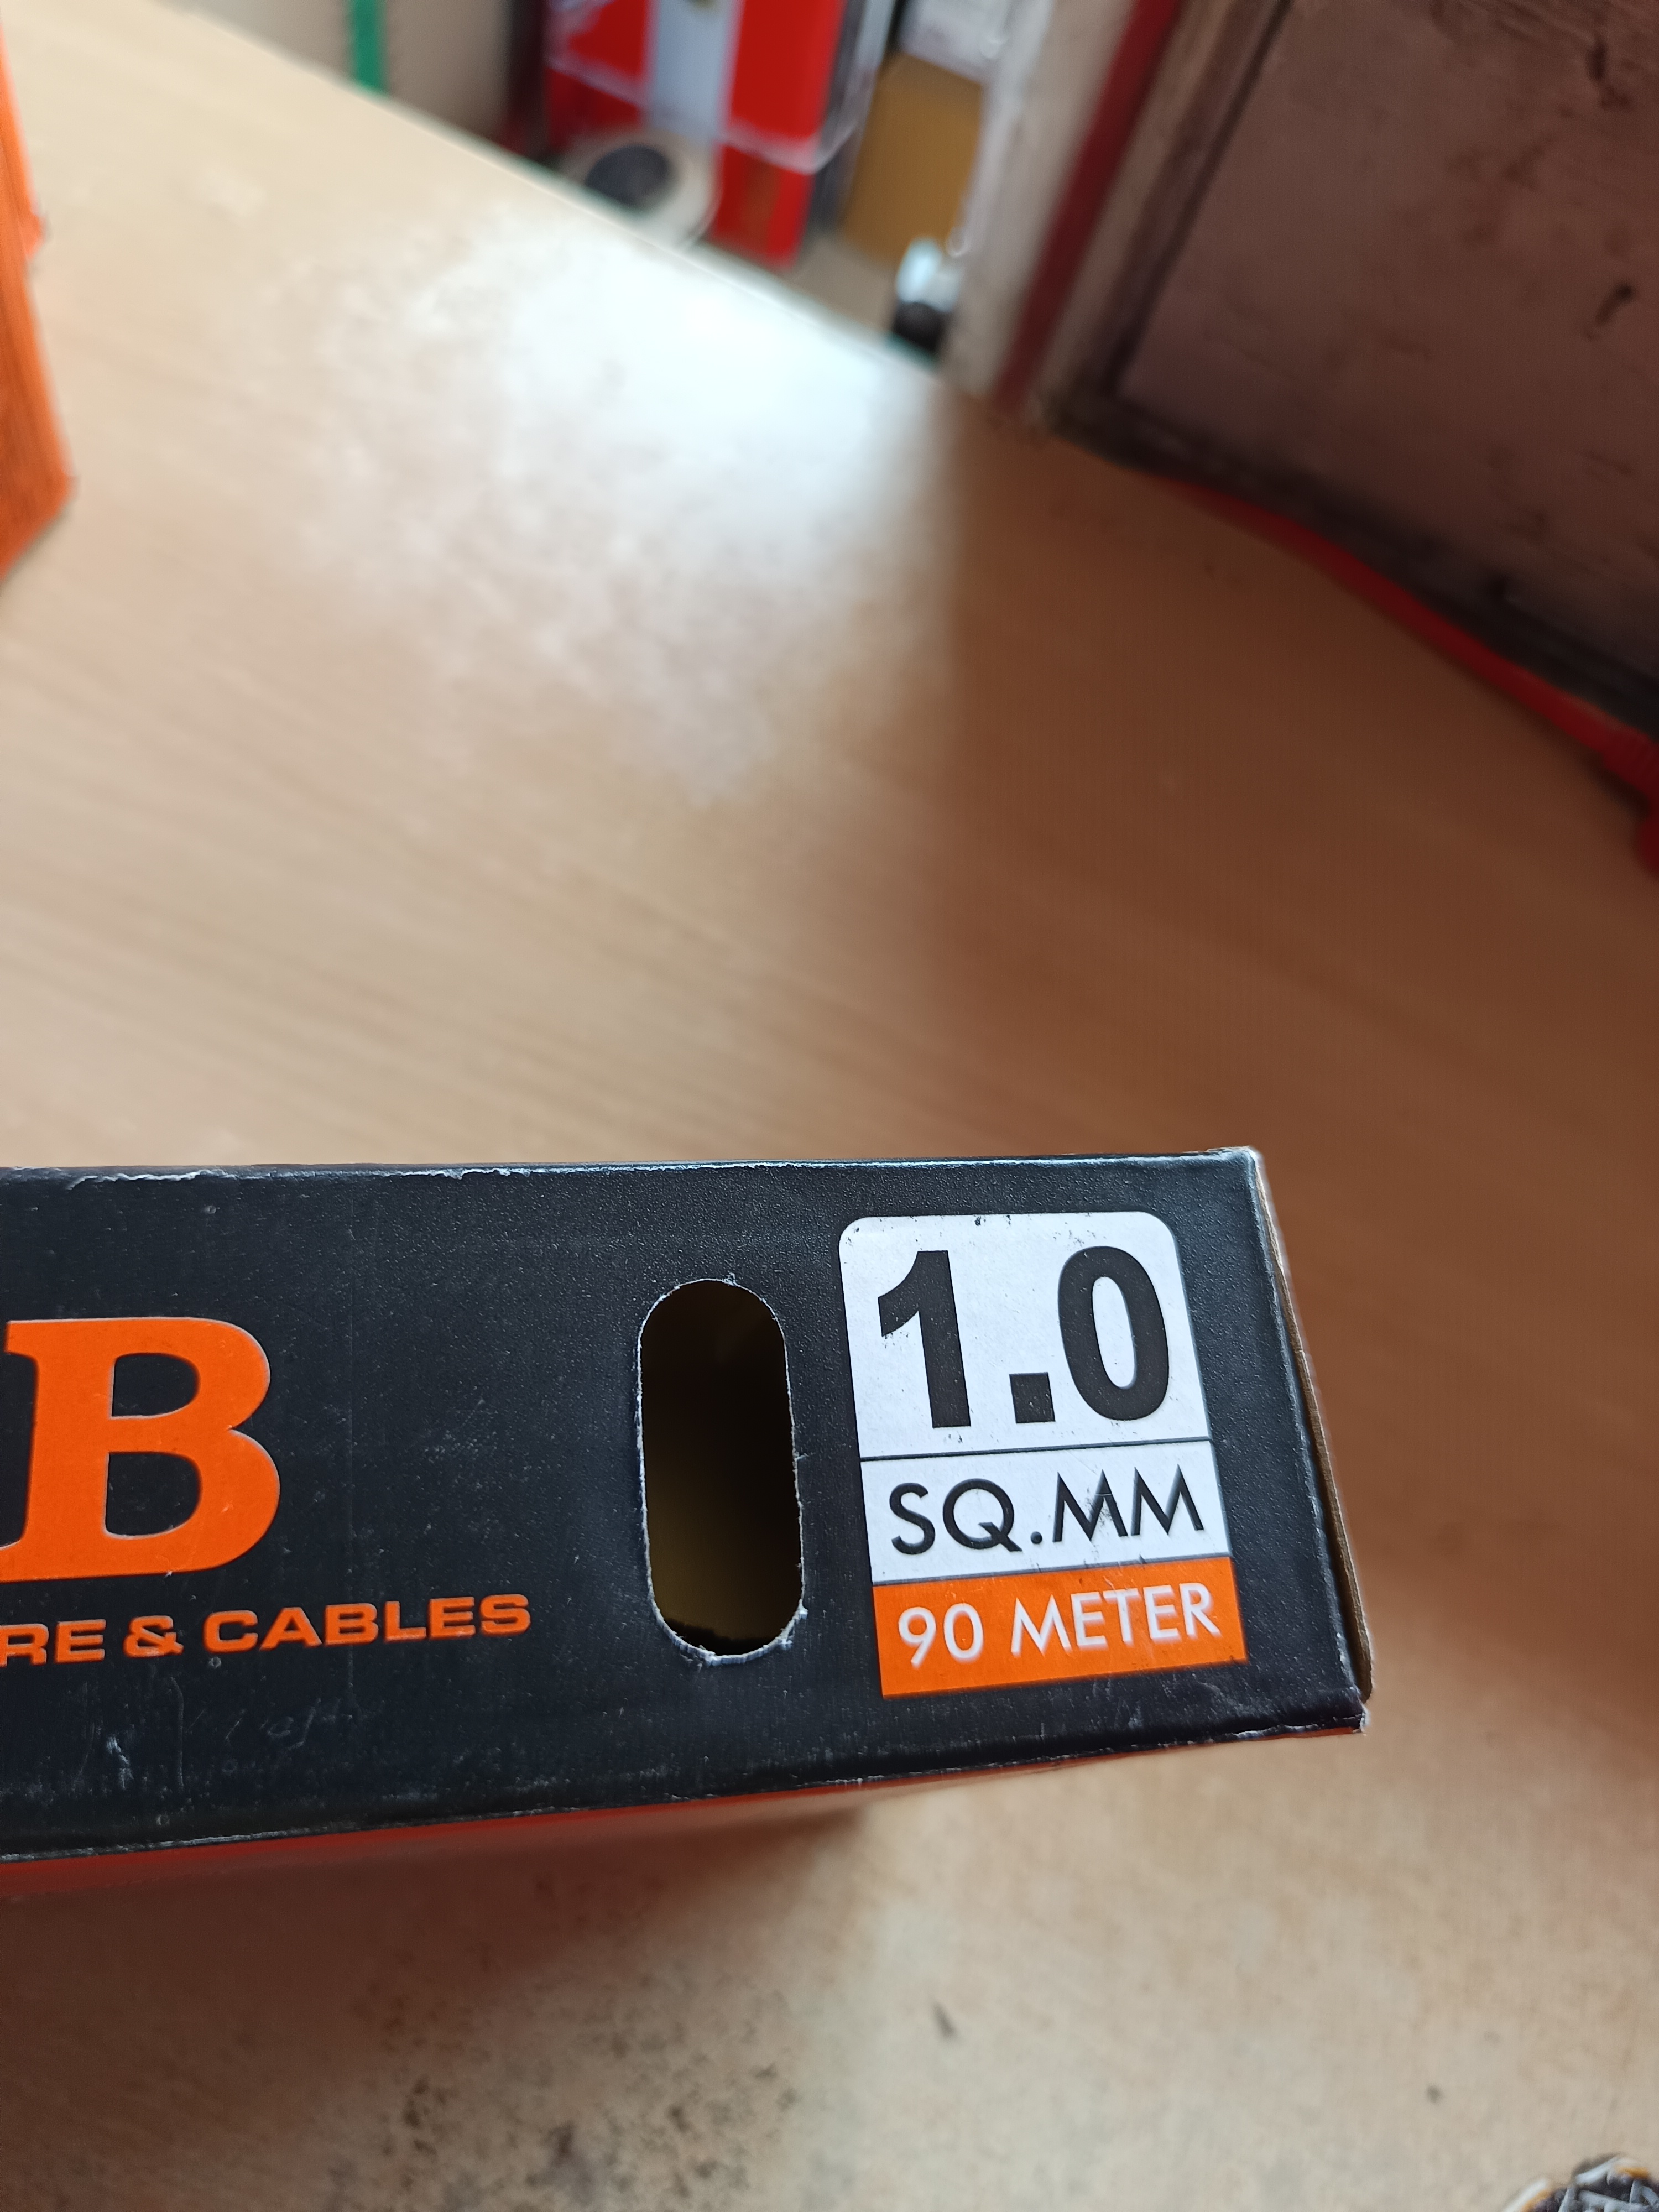 B
RE & CABLES
1.0
SQ.MM
90 METER